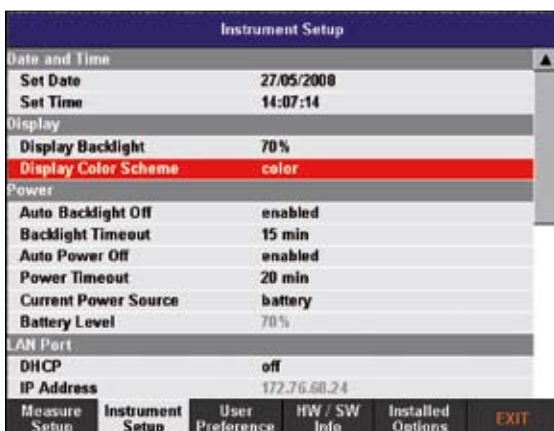 Instrument Setup
Date and Time
Set Date 27/05/2008
Set Time 14:07:14
Display
Display Backlight 70%
Display Color Scheme color
Power
Auto Backlight Off enabled
Backlight Timeout 15 min
Auto Power Off enabled
Power Timeout 20 min
Current Power Source battery
Battery Level 70%
LAN Port
DHCP off
IP Address 172.76.68.24
Measure Setup Instrument Setup User Preference HW / SW Info Installed Options EXIT